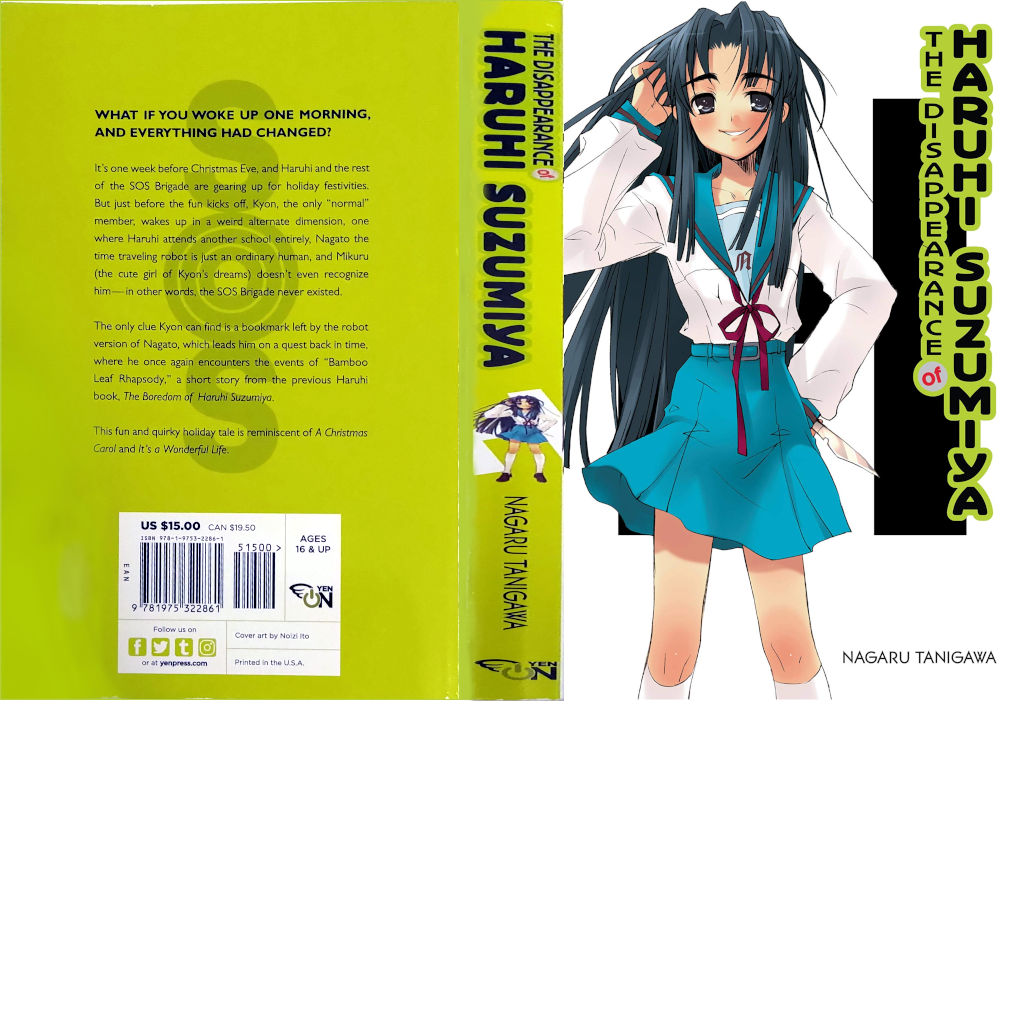 WHAT IF YOU WOKE UP ONE MORNING,
AND EVERYTHING HAD CHANGED?
It's one week before Christmas Eve, and Haruhi and the rest
of the SOS Brigade are gearing up for holiday festivities.
But just before the fun kicks off, Kyon, the only "normal"
member, wakes up in a weird alternate dimension, one
where Haruhi attends another school entirely, Nagato the
time traveling robot is just an ordinary human, and Mikuru
(the cute girl of Kyon's dreams) doesn't even recognize
him—in other words, the SOS Brigade never existed.
The only clue Kyon can find is a bookmark left by the robot
version of Nagato, which leads him on a quest back in time,
where he once again encounters the events of "Bamboo
Leaf Rhapsody," a short story from the previous Haruhi
book, The Boredom of Haruhi Suzumiya.
This fun and quirky holiday tale is reminiscent of A Christmas
Carol and It's a Wonderful Life.
SOS
US $15.00 CAN $19.50
ISBN 978-1-9753-2286-1
51500 >
EAN
9 781975 322861
AGES
16 & UP
YEN
ON
Follow us on
or at yenpress.com
Cover art by Noizi Ito
Printed in the U.S.A.
THE DISAPPEARANCE of
HARUHI SUZUMIYA
NAGARU TANIGAWA
YEN
ON
THE DISAPPEARANCE of
HARUHI SUZUMIYA
N
NAGARU TANIGAWA